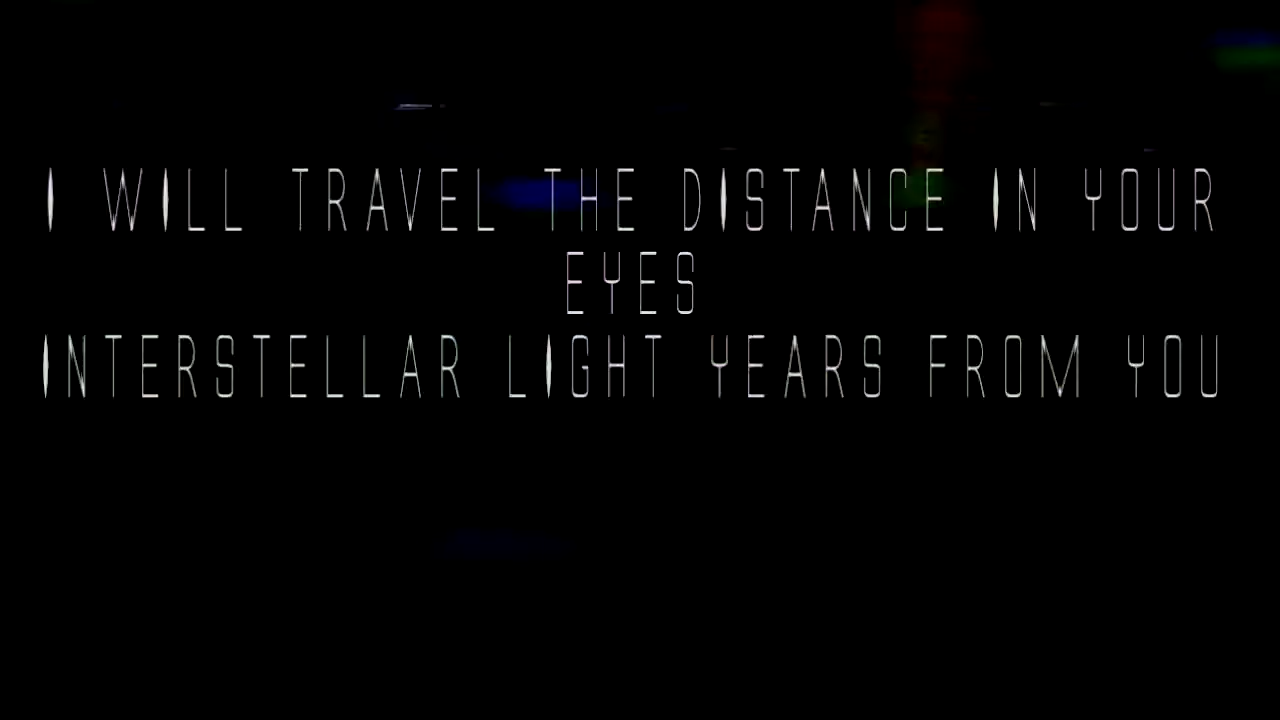 I WILL TRAVEL THE DISTANCE IN YOUR
EYES
INTERSTELLAR LIGHT YEARS FROM YOU